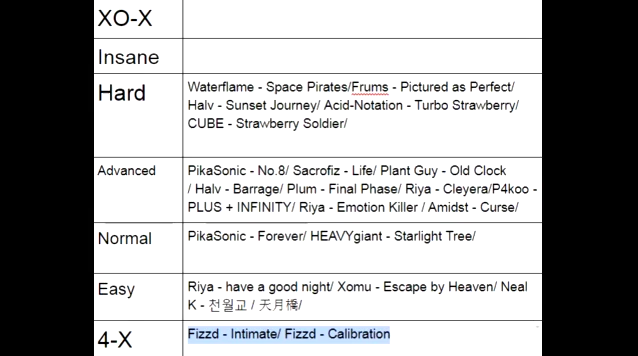 XO-X
Insane
Hard
Waterflame - Space Pirates/Frums - Pictured as Perfect/
Halv - Sunset Journey/ Acid-Notation - Turbo Strawberry/
CUBE - Strawberry Soldier/
Advanced
PikaSonic - No.8/ Sacrofiz - Life/ Plant Guy - Old Clock
/ Halv - Barrage/ Plum - Final Phase/ Riya - Cleyera/P4koo -
PLUS + INFINITY/ Riya - Emotion Killer / Amidst - Curse/
Normal
PikaSonic - Forever/ HEAVYgiant - Starlight Tree/
Easy
Riya - have a good night/ Xomu - Escape by Heaven/ Neal
K - 천월교 / 天月橋/
4-X
Fizzd - Intimate/ Fizzd - Calibration